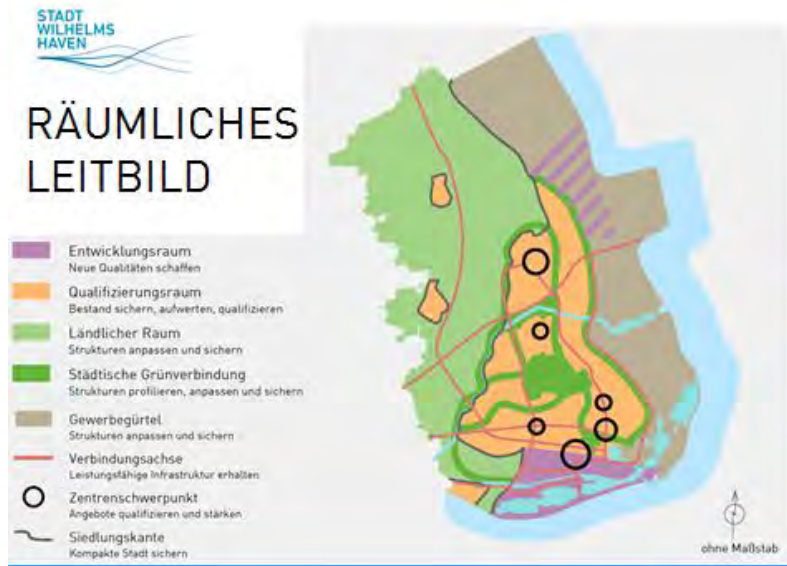 STADT
WILHELMS
HAVEN
RÄUMLICHES
LEITBILD
Entwicklungsraum
Neue Qualitäten schaffen
Qualifizierungsraum
Bestand sichern, aufwerten, qualifizieren
Ländlicher Raum
Strukturen anpassen und sichern
Städtische Grünverbindung
Strukturen profilieren, anpassen und sichern
Gewerbegürtel
Strukturen anpassen und sichern
Verbindungsachse
Leistungsfähige Infrastruktur erhalten
Zentrenschwerpunkt
Angebote qualifizieren und stärken
Siedlungskante
Kompakte Stadt sichern
ohne Maßstab